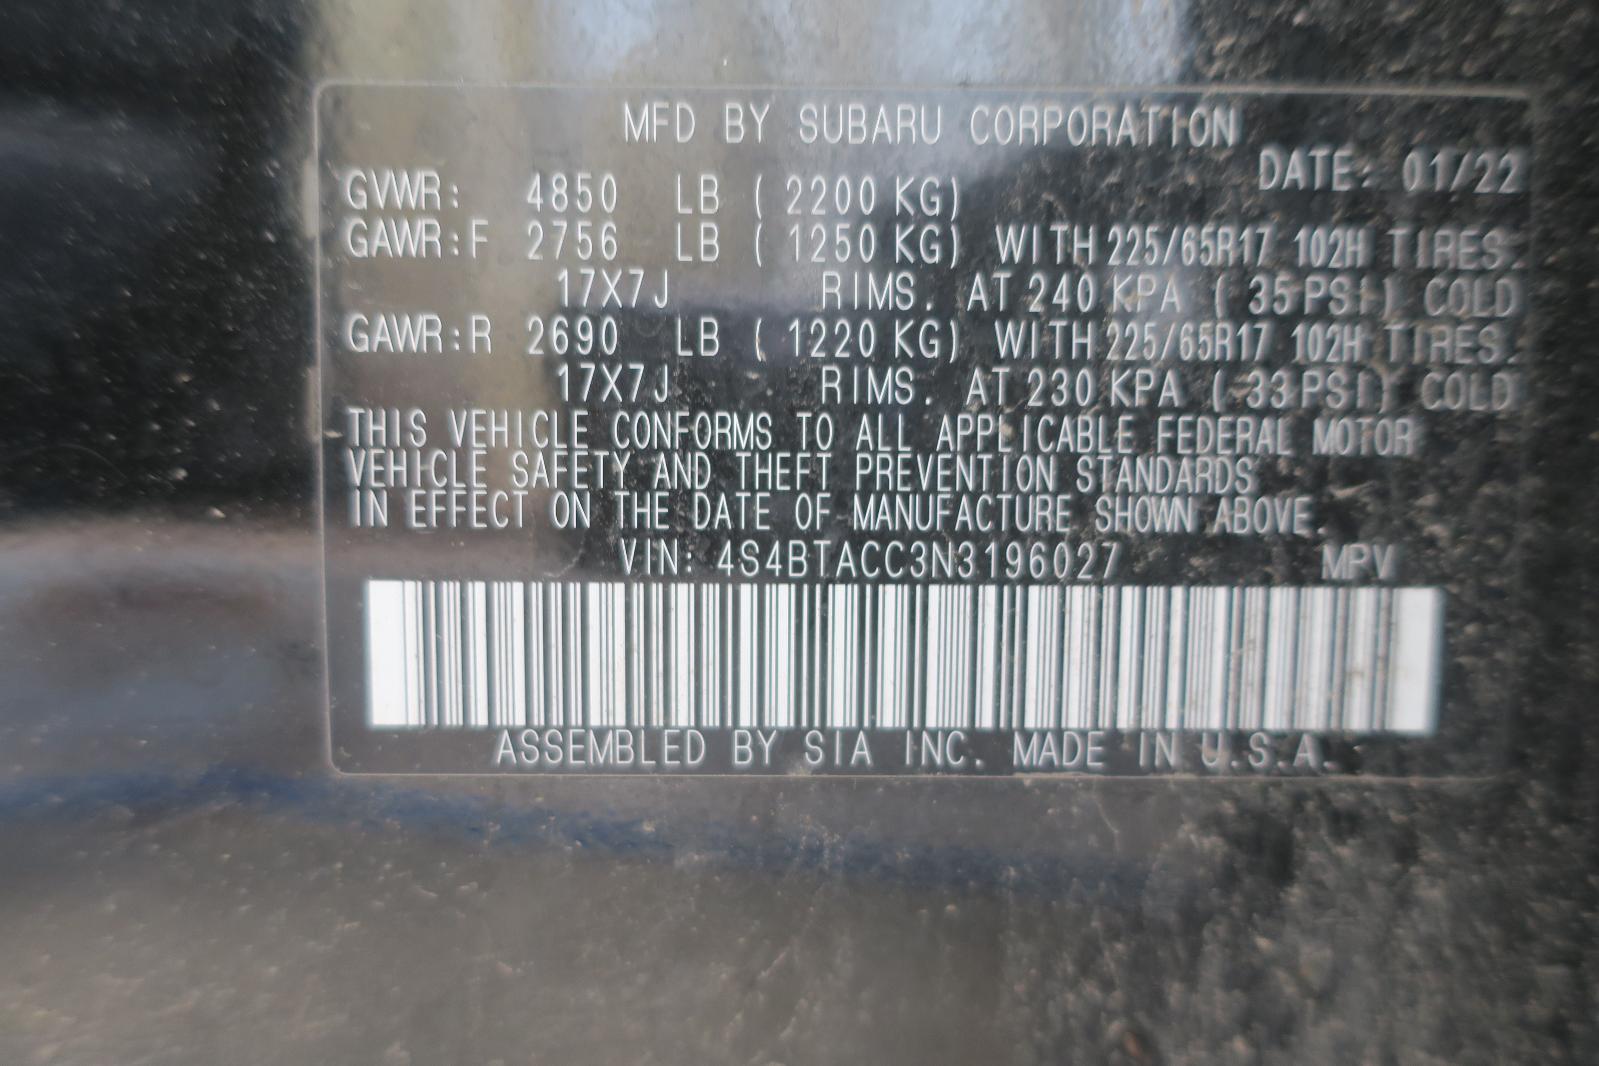 MFD BY SUBARU CORPORATION
DATE: 01/22
GVWR: 4850 LB ( 2200 KG)
GAWR:F 2756 LB ( 1250 KG) WITH 225/65R17 102H TIRES.
17X7J RIMS. AT 240 KPA ( 35 PSI) COLD
GAWR:R 2690 LB ( 1220 KG) WITH 225/65R17 102H TIRES.
17X7J RIMS. AT 230 KPA ( 33 PSI) COLD
THIS VEHICLE CONFORMS TO ALL APPLICABLE FEDERAL MOTOR
VEHICLE SAFETY AND THEFT PREVENTION STANDARDS
IN EFFECT ON THE DATE OF MANUFACTURE SHOWN ABOVE.
VIN: 4S4BTACC3N3196027 MPV
ASSEMBLED BY SIA INC. MADE IN U.S.A.